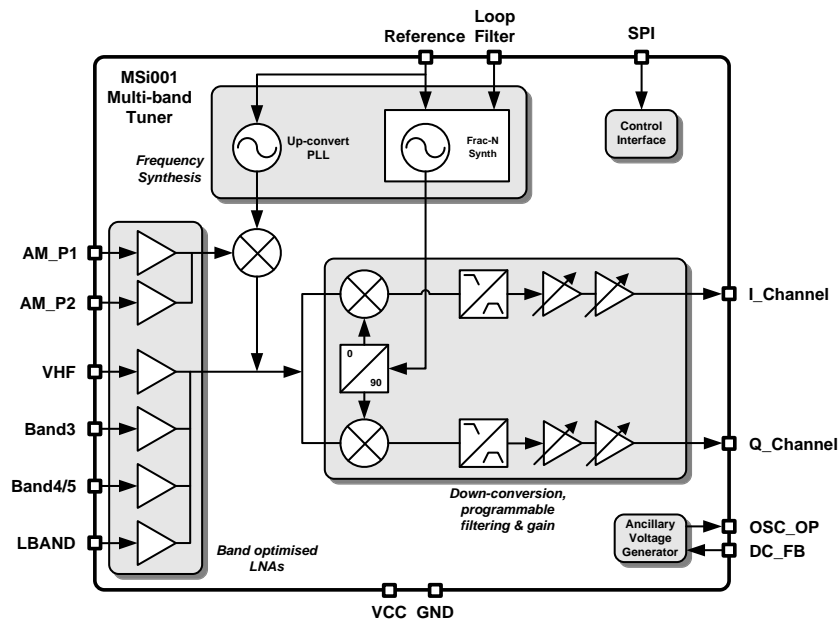 Reference
Loop
Filter
SPI
MSi001
Multi-band
Tuner
Up-convert
PLL
Frac-N
Synth
Control
Interface
Frequency
Synthesis
AM_P1
AM_P2
VHF
Band3
Band4/5
LBAND
0
90
I_Channel
Q_Channel
Down-conversion,
programmable
filtering & gain
Band optimised
LNAs
Ancillary
Voltage
Generator
OSC_OP
DC_FB
VCC GND